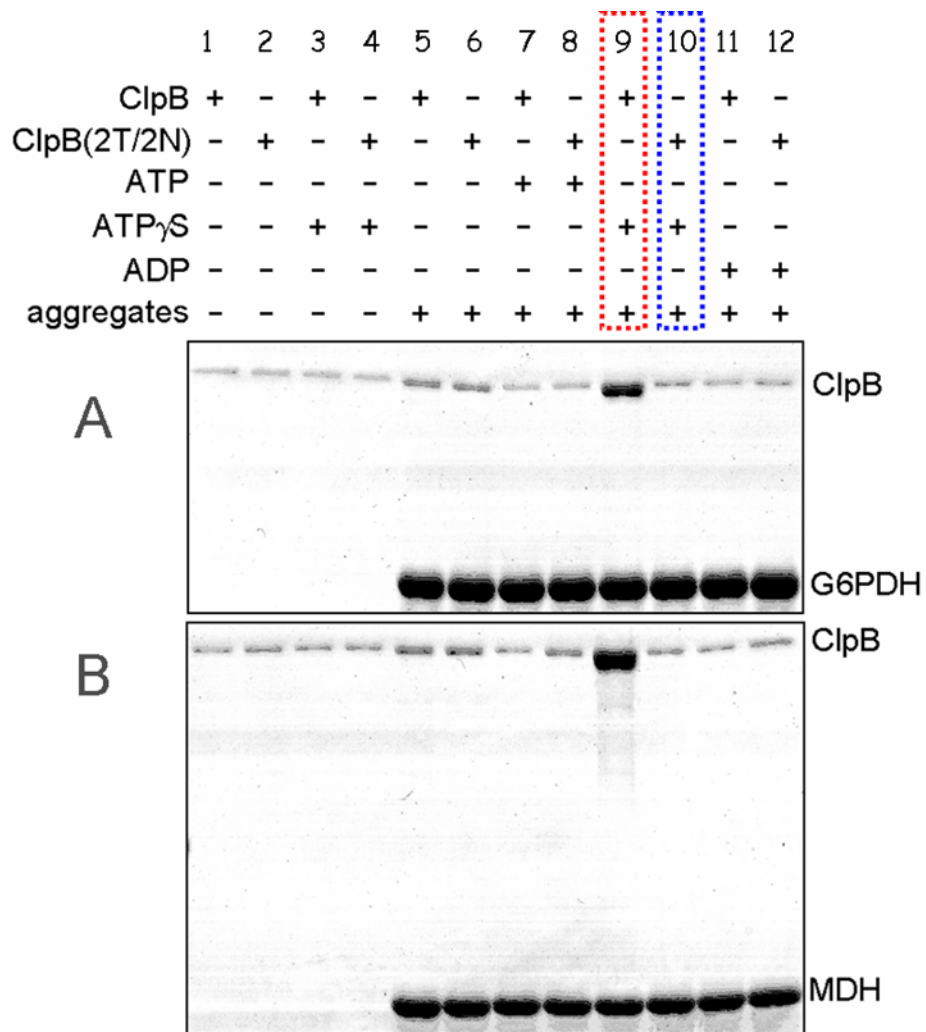 1 2 3 4 5 6 7 8 9 10 11 12
ClpB + – + – + – + – + – + –
ClpB(2T/2N) – + – + – + – + – + – +
ATP – – – – – – + + – – – –
ATPγS – – + + – – – – + + – –
ADP – – – – – – – – – – + +
aggregates – – – – + + + + + + + +
A
ClpB
G6PDH
B
ClpB
MDH